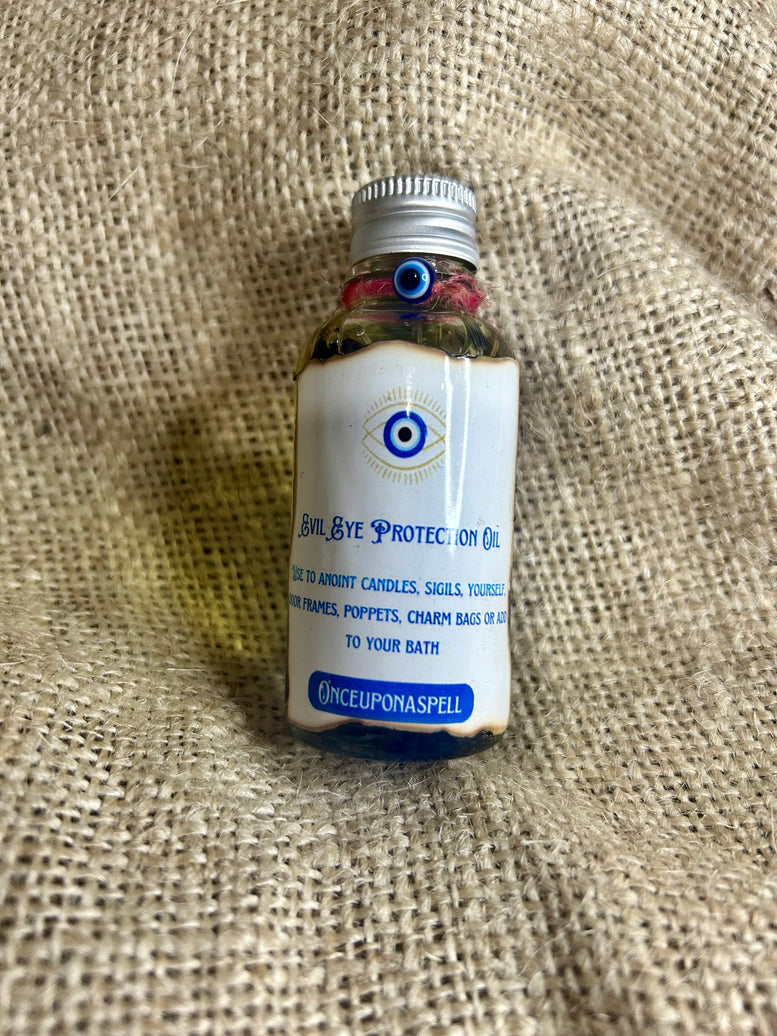 Evil Eye Protection Oil
Use to anoint candles, sigils, yourself,
door frames, poppets, charm bags or add
to your bath
Onceuponaspell